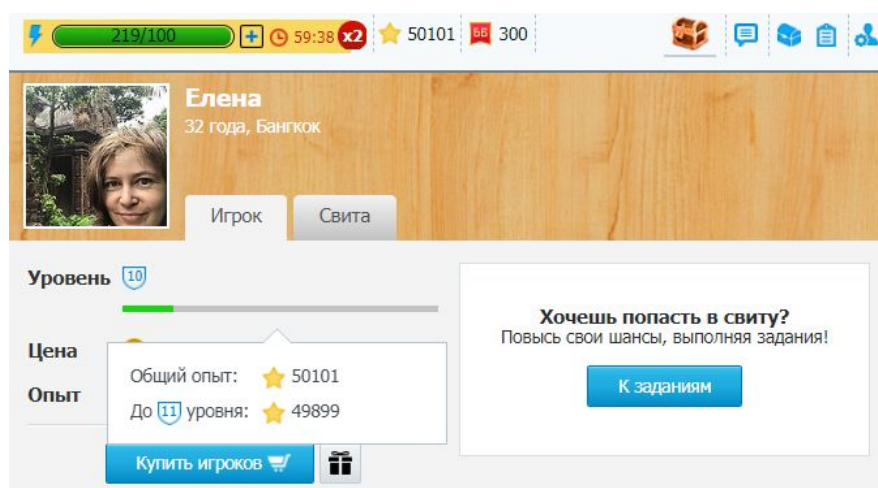 219/100 + 59:38 x2 50101 55 300
Елена
32 года, Бангкок
Игрок Свита
Уровень 10
Хочешь попасть в свиту?
Повысь свои шансы, выполняя задания!
Цена
Общий опыт: 50101
К заданиям
Опыт
До 11 уровня: 49899
Купить игроков